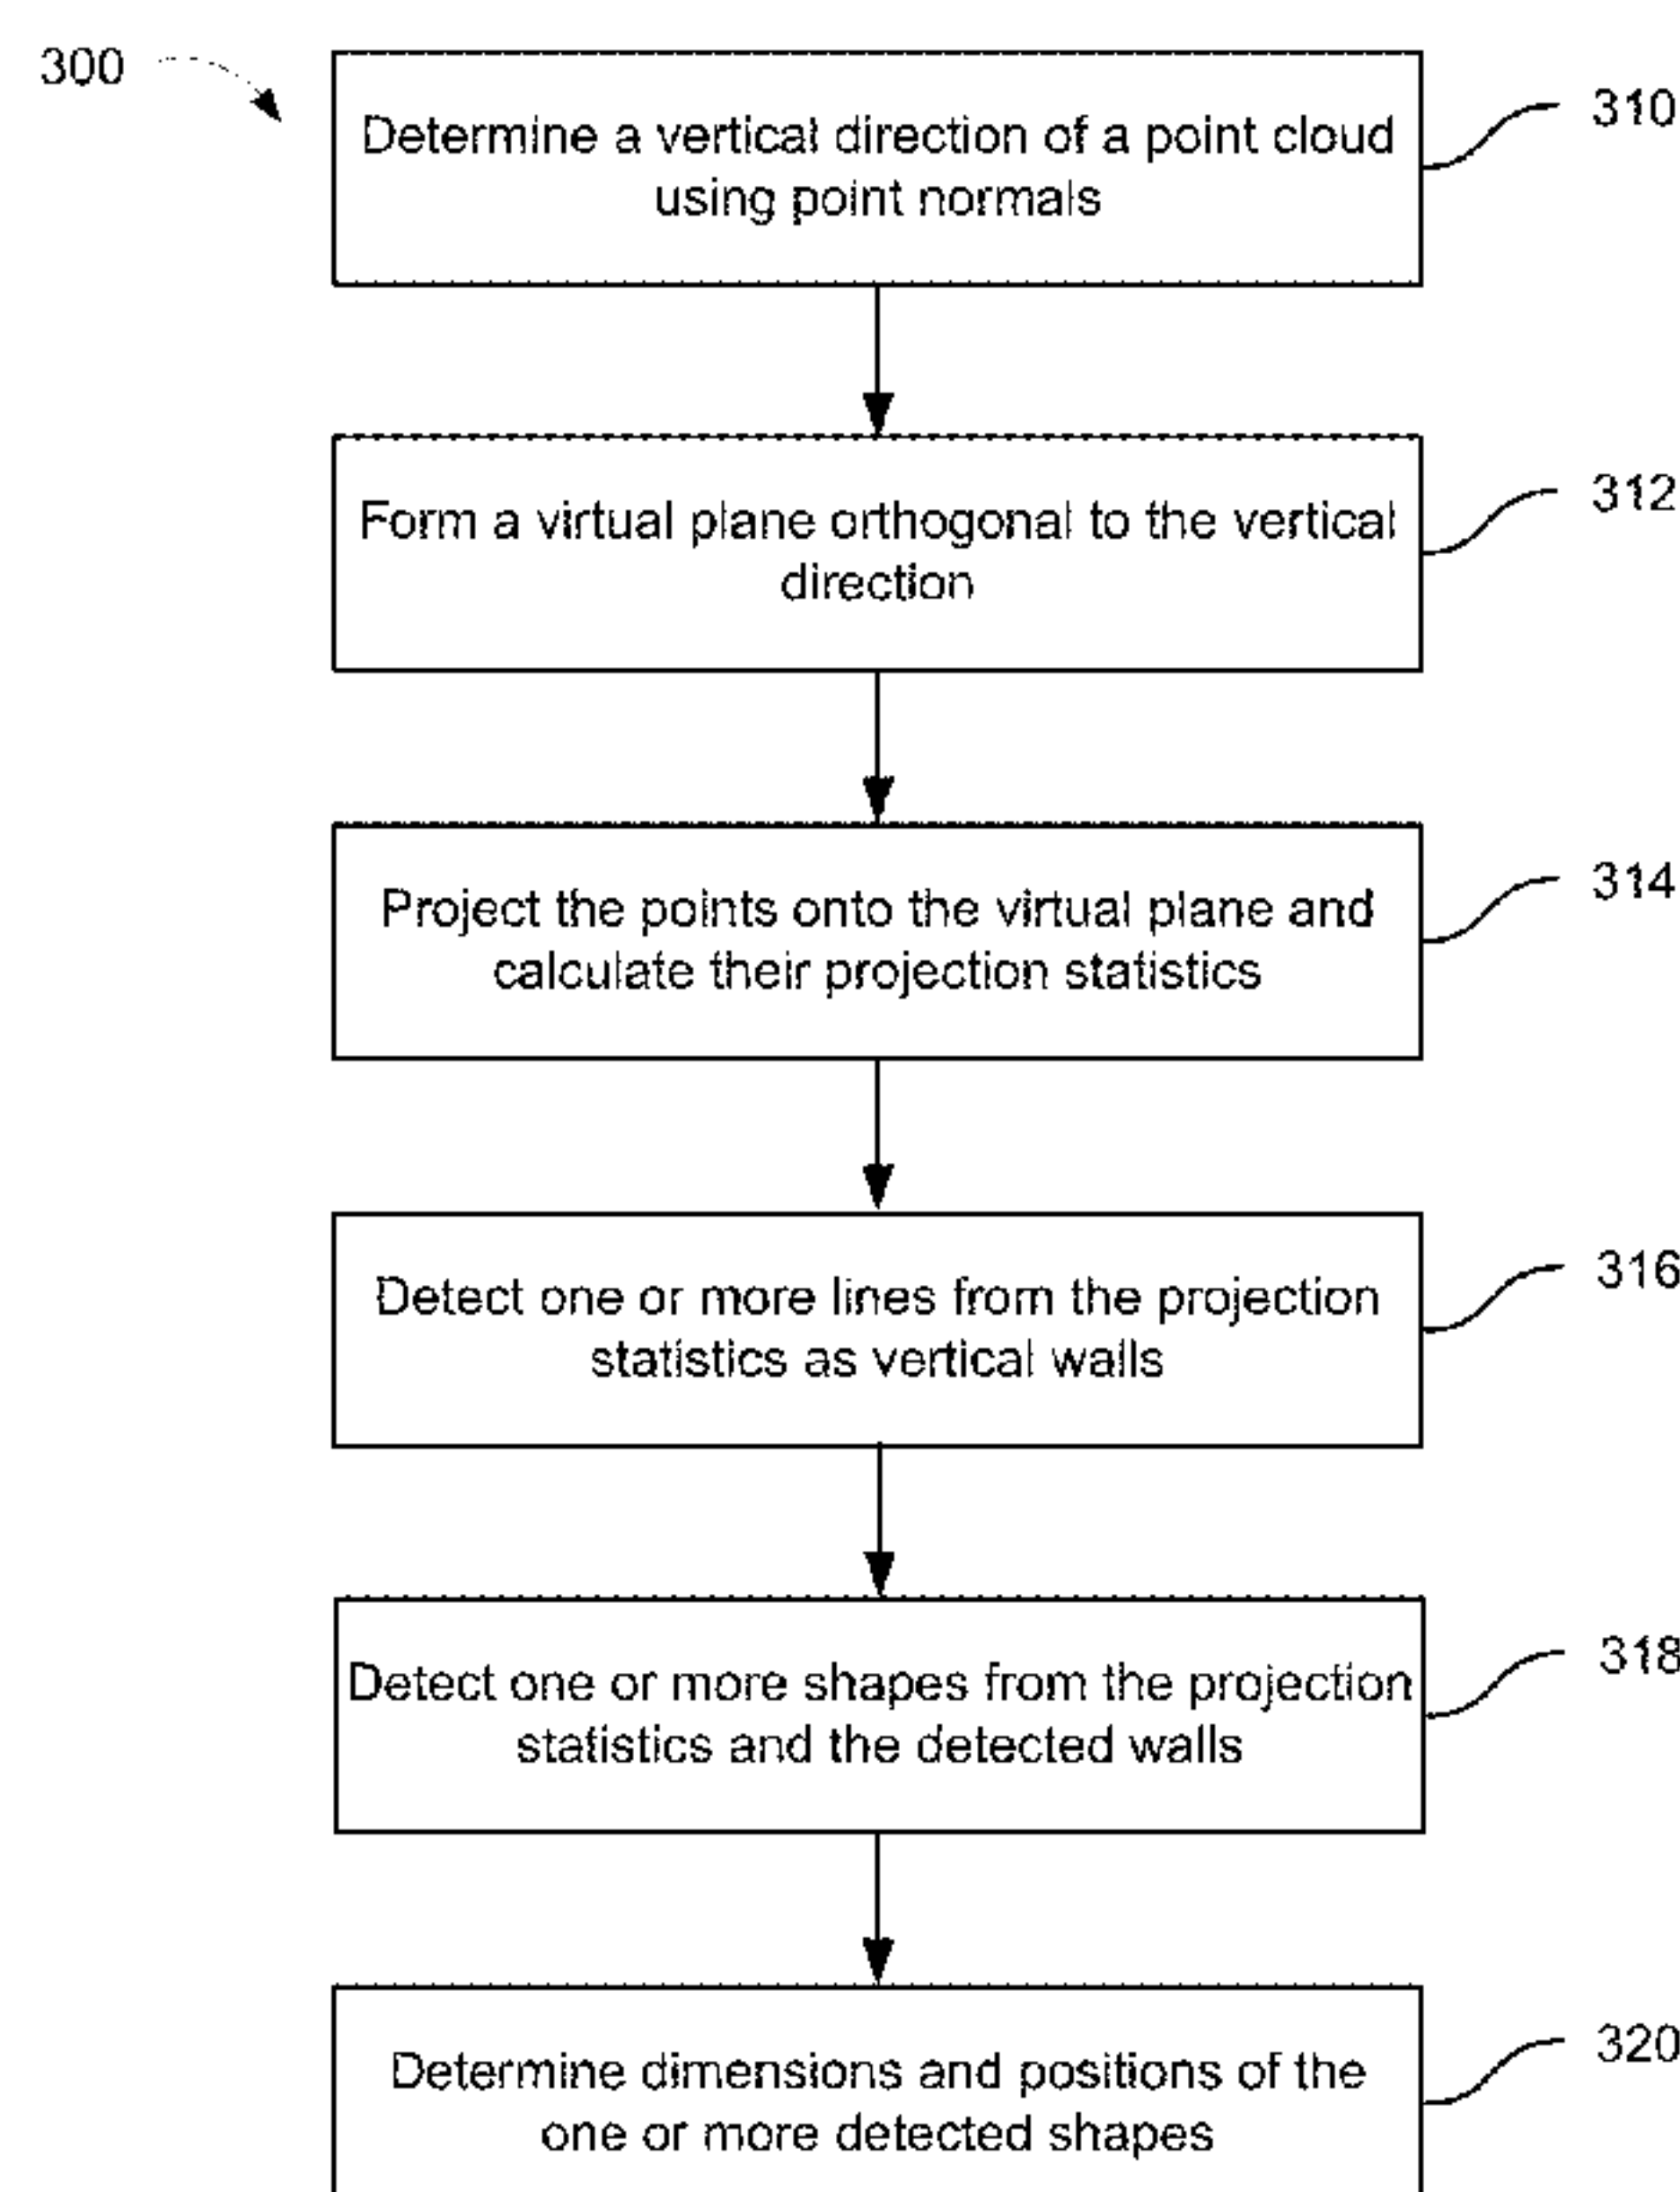 300
310
Determine a vertical direction of a point cloud
using point normals
312
Form a virtual plane orthogonal to the vertical
direction
314
Project the points onto the virtual plane and
calculate their projection statistics
316
Detect one or more lines from the projection
statistics as vertical walls
318
Detect one or more shapes from the projection
statistics and the detected walls
320
Determine dimensions and positions of the
one or more detected shapes